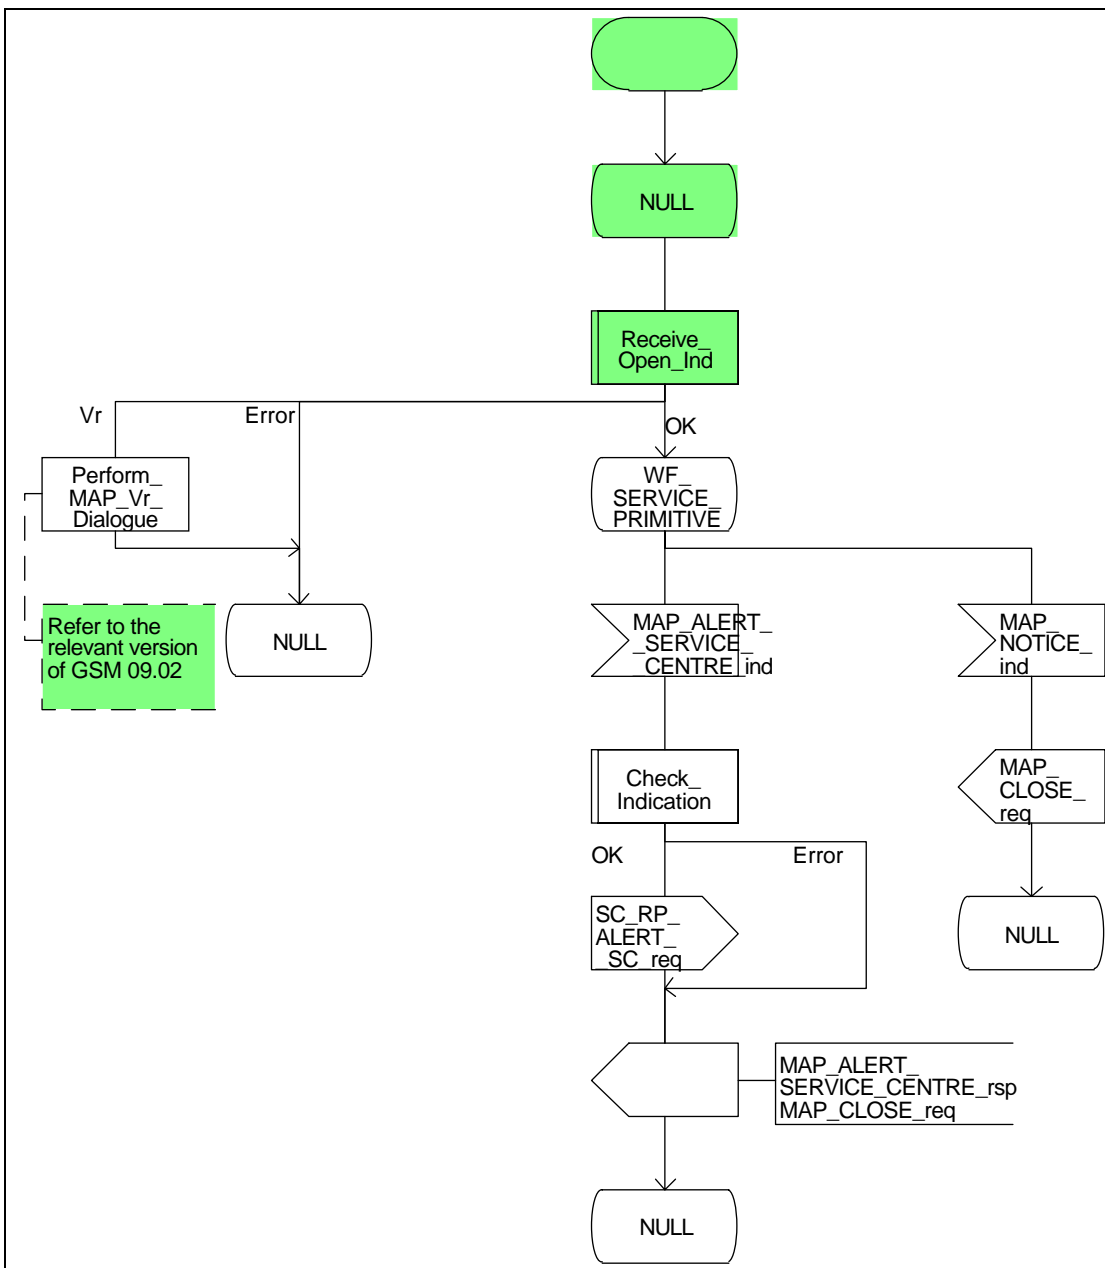 NULL
Receive_
Open_Ind
Vr
Error
OK
Perform_
MAP_Vr_
Dialogue
WF_
SERVICE_
PRIMITIVE
Refer to the
relevant version
of GSM 09.02
NULL
MAP_ALERT_
_SERVICE_
_CENTRE_ind
MAP_
NOTICE_
ind
Check_
Indication
MAP_
CLOSE_
req
OK
Error
SC_RP_
ALERT_
_SC_req
NULL
MAP_ALERT_
SERVICE_CENTRE_rsp
MAP_CLOSE_req
NULL